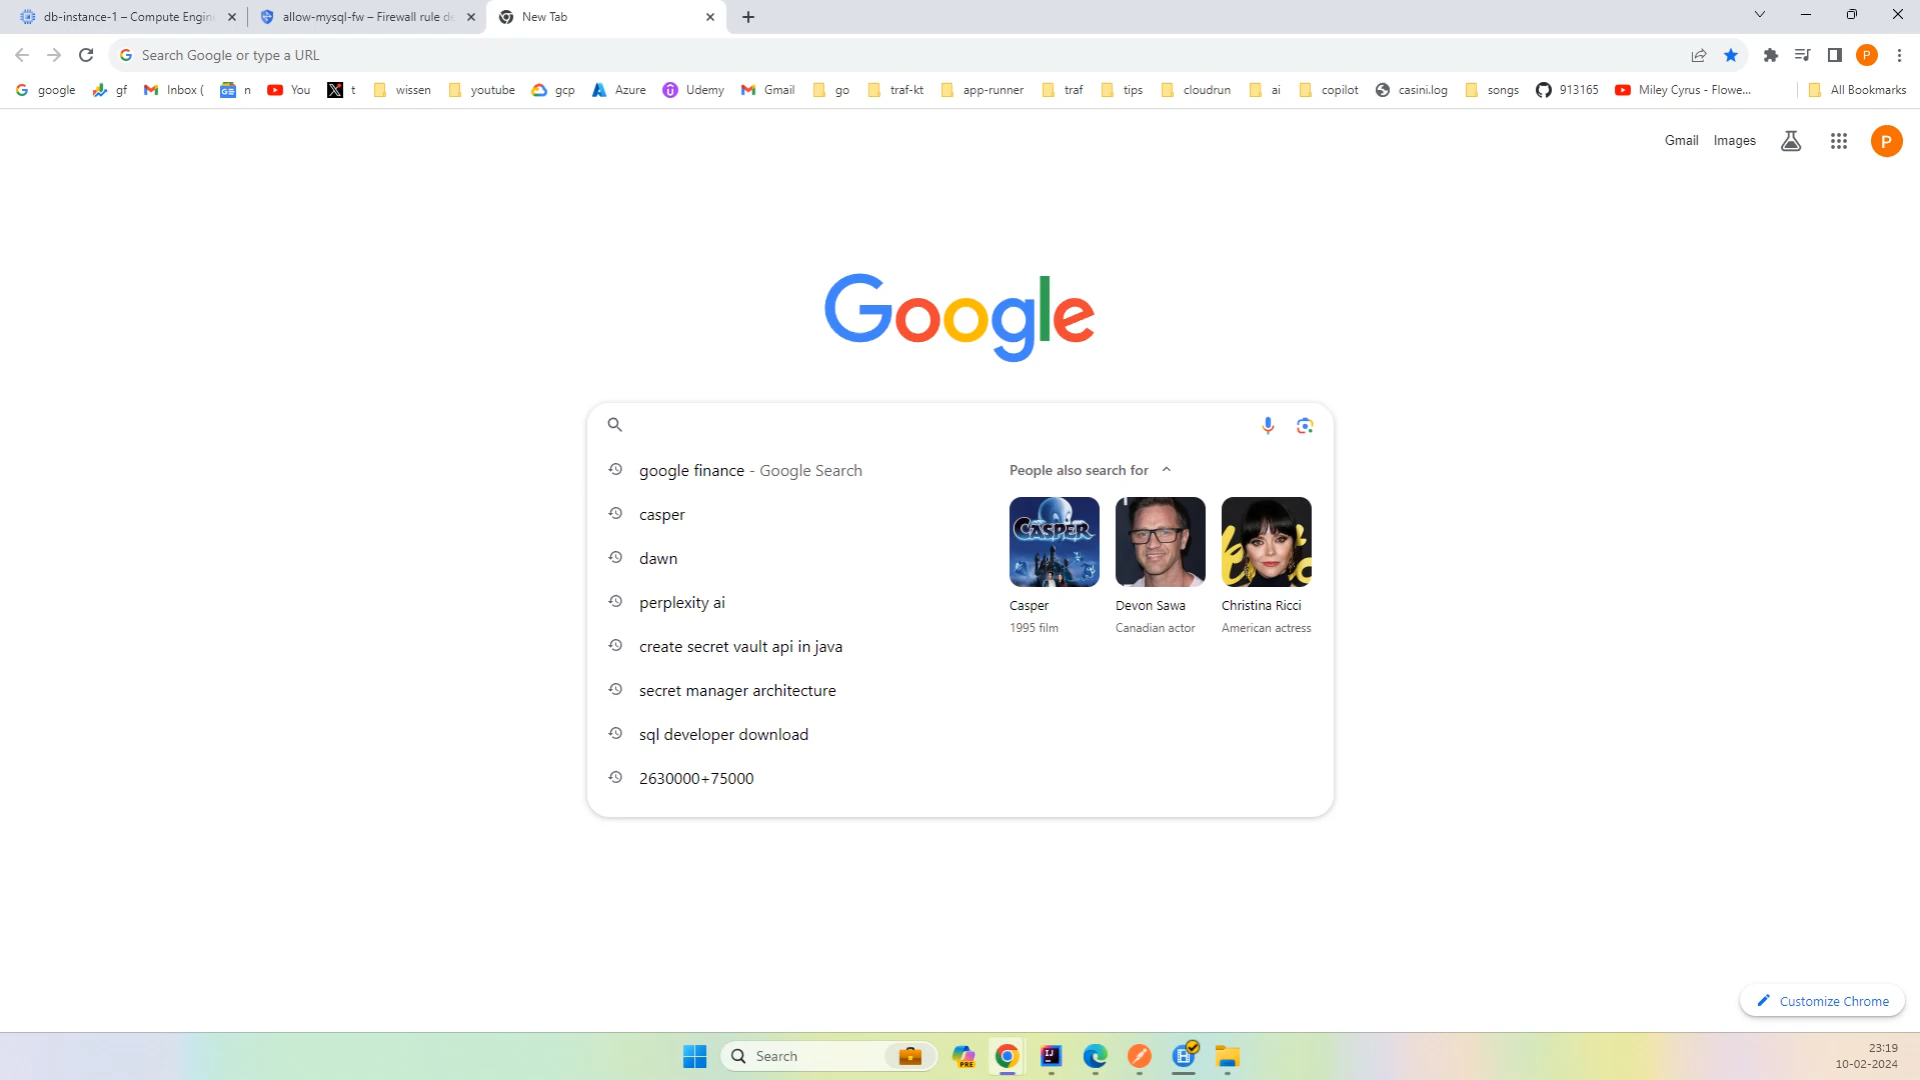 db-instance-1 – Compute Engin
allow-mysql-fw – Firewall rule de
New Tab
Search Google or type a URL
P
google
gf
Inbox (
n
You
t
wissen
youtube
gcp
Azure
Udemy
Gmail
go
traf-kt
app-runner
traf
tips
cloudrun
ai
copilot
casini.log
songs
913165
Miley Cyrus - Flowe...
All Bookmarks
Gmail
Images
P
Google
google finance - Google Search
People also search for
casper
dawn
perplexity ai
create secret vault api in java
secret manager architecture
sql developer download
2630000+75000
CASPER
Casper
1995 film
Devon Sawa
Canadian actor
Christina Ricci
American actress
Customize Chrome
Search
PRE
23:19
10-02-2024